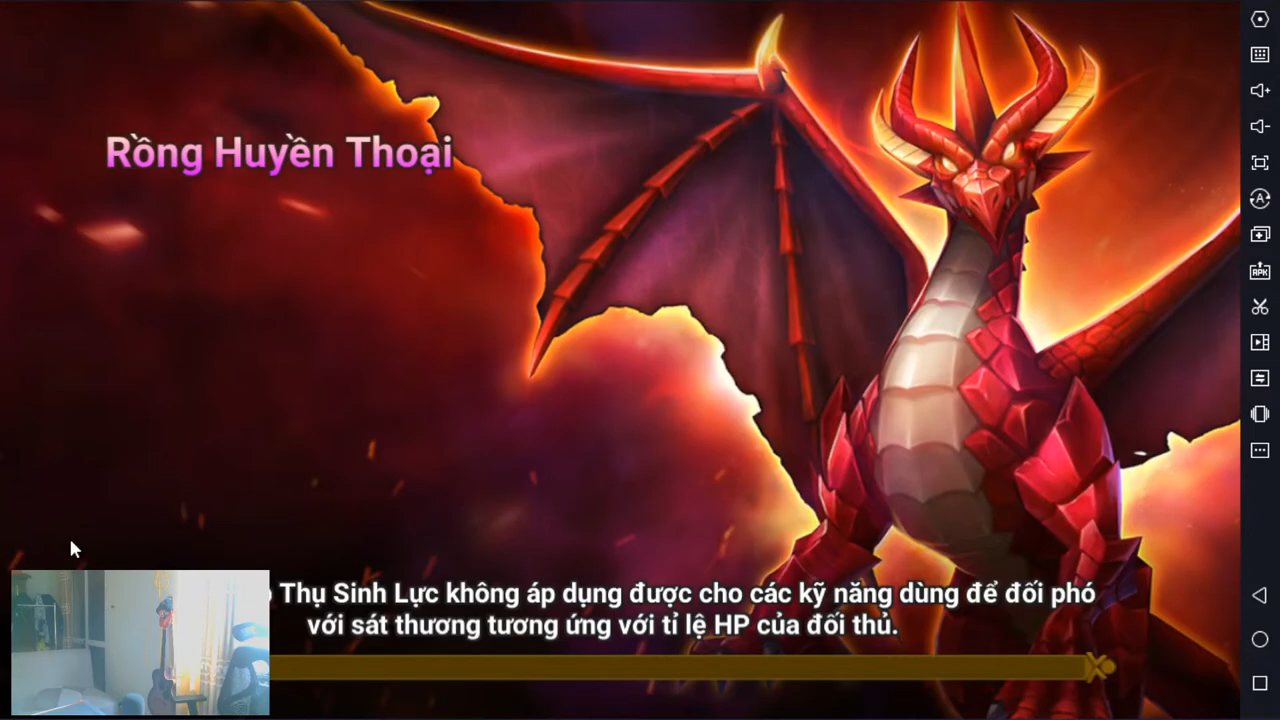 Rồng Huyền Thoại
Thụ Sinh Lực không áp dụng được cho các kỹ năng dùng để đối phó
với sát thương tương ứng với tỉ lệ HP của đối thủ.
A
APK